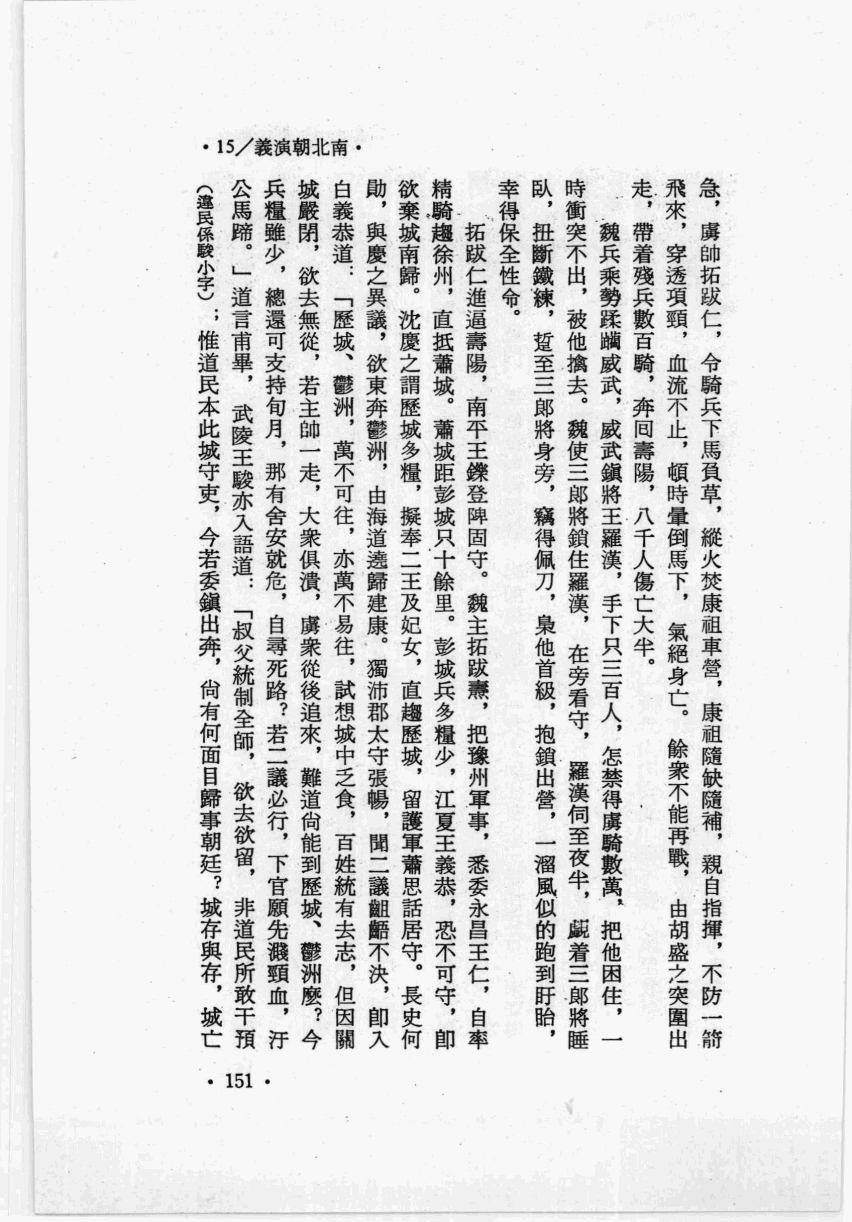 ・南北朝演義／15・
急，虜帥拓跋仁，令騎兵下馬負草，縱火焚康祖車營，康祖隨缺隨補，親自指揮，不防一箭
飛來，穿透項頸，血流不止，頓時暈倒馬下，氣絕身亡。餘衆不能再戰，由胡盛之突圍出
走，帶着殘兵數百騎，奔回壽陽，八千人傷亡大半。
魏兵乘勢蹂躪威武，威武鎭將王羅漢，手下只三百人，怎禁得虜騎數萬，把他困住，一
時衝突不出，被他擒去。魏使三郎將鎖住羅漢，在旁看守，羅漢伺至夜半，覷着三郎將睡
臥，扭斷鐵練，踅至三郎將身旁，竊得佩刀，梟他首級，抱鎖出營，一溜風似的跑到盱眙，
幸得保全性命。
拓跋仁進逼壽陽，南平王鑠登陴固守。魏主拓跋燾，把豫州軍事，悉委永昌王仁，自率
精騎趨徐州，直抵蕭城。蕭城距彭城只十餘里。彭城兵多糧少，江夏王義恭，恐不可守，卽
欲棄城南歸。沈慶之謂歷城多糧，擬奉二王及妃女，直趨歷城，留護軍蕭思話居守。長史何
勛，與慶之異議，欲東奔鬱洲，由海道遶歸建康。獨沛郡太守張暢，聞二議齟齬不決，卽入
白義恭道：「歷城、鬱洲，萬不可往，亦萬不易往，試想城中乏食，百姓統有去志，但因關
城嚴閉，欲去無從，若主帥一走，大衆俱潰，虜衆從後追來，難道尙能到歷城、鬱洲麼？今
兵糧雖少，總還可支持旬月，那有舍安就危，自尋死路？若二議必行，下官願先濺頸血，汙
公馬蹄。」道言甫畢，武陵王駿亦入語道：「叔父統制全師，欲去欲留，非道民所敢干預
（違民係駿小字）；惟道民本此城守吏，今若委鎭出奔，尙有何面目歸事朝廷？城存與存，城亡
・151・